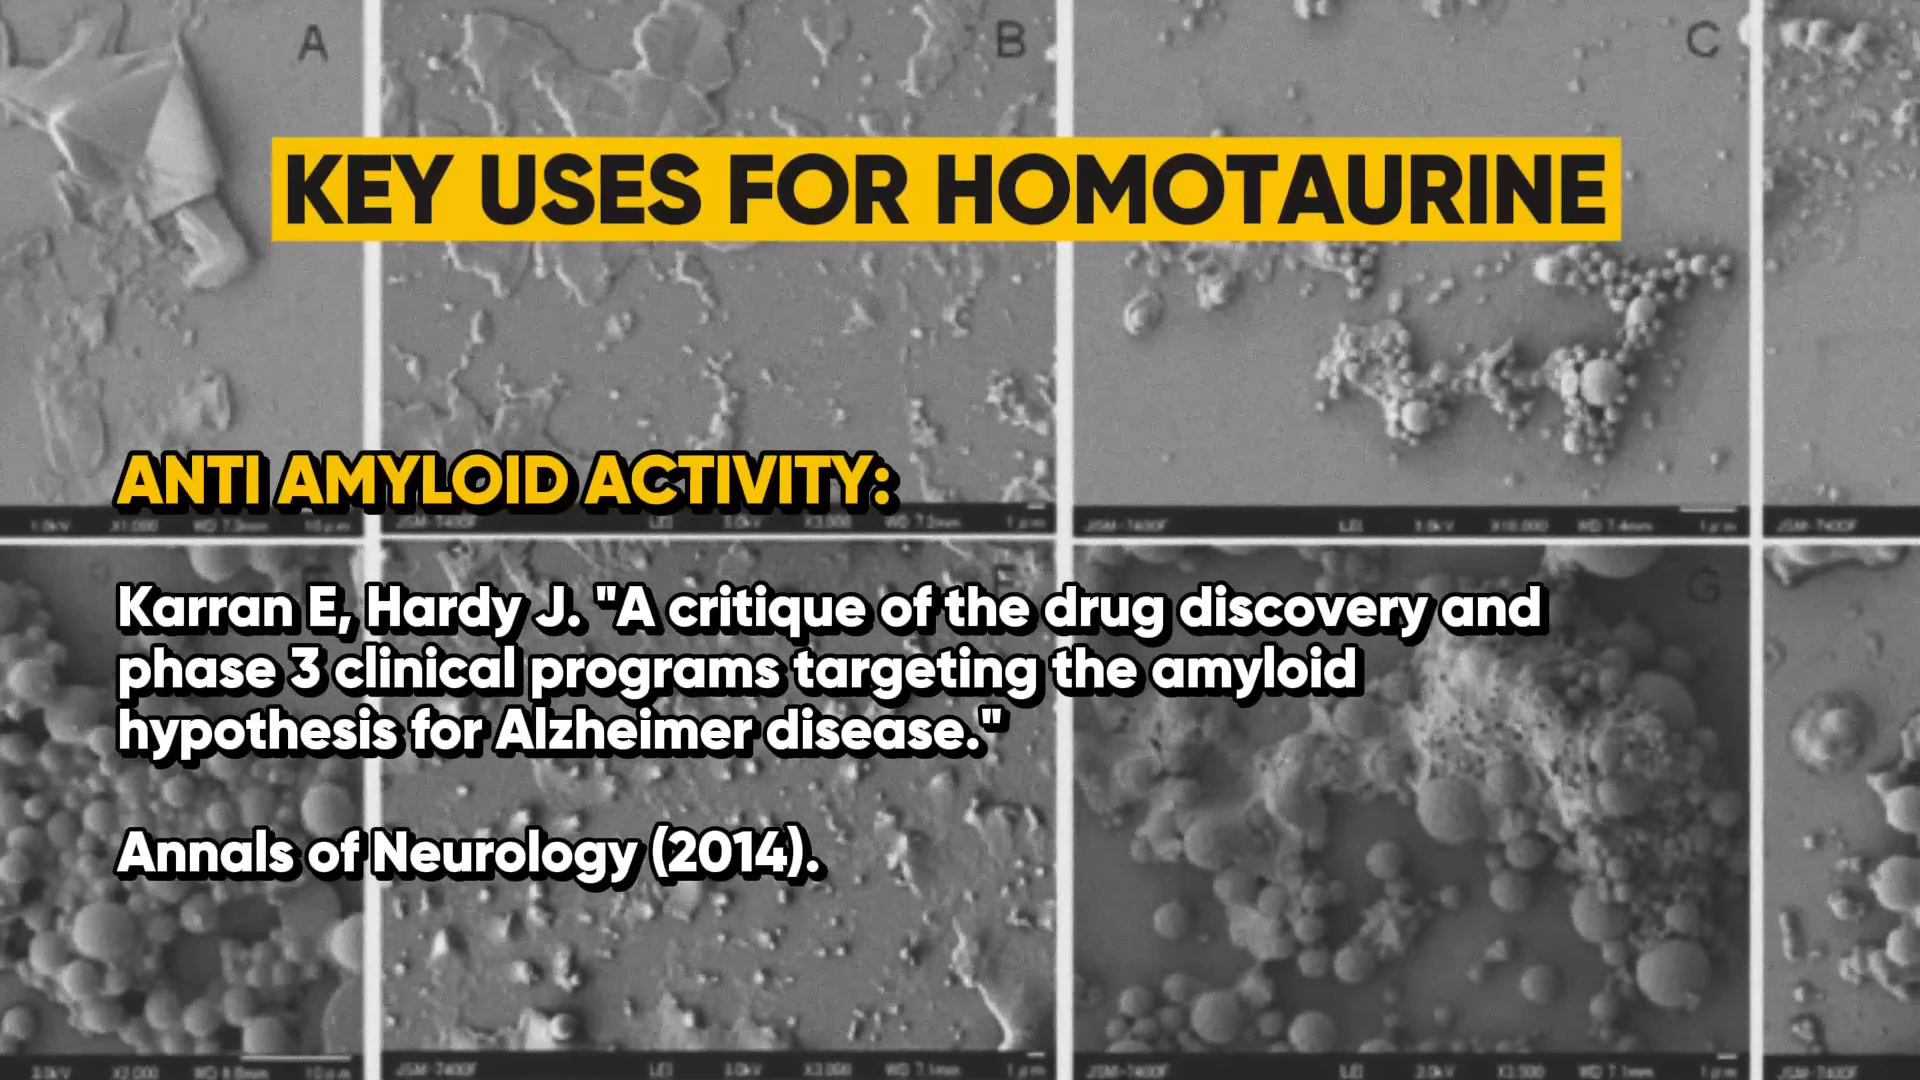 A
B
C
KEY USES FOR HOMOTAURINE
ANTI AMYLOID ACTIVITY:
Karran E, Hardy J. "A critique of the drug discovery and
phase 3 clinical programs targeting the amyloid
hypothesis for Alzheimer disease."
Annals of Neurology (2014).
G